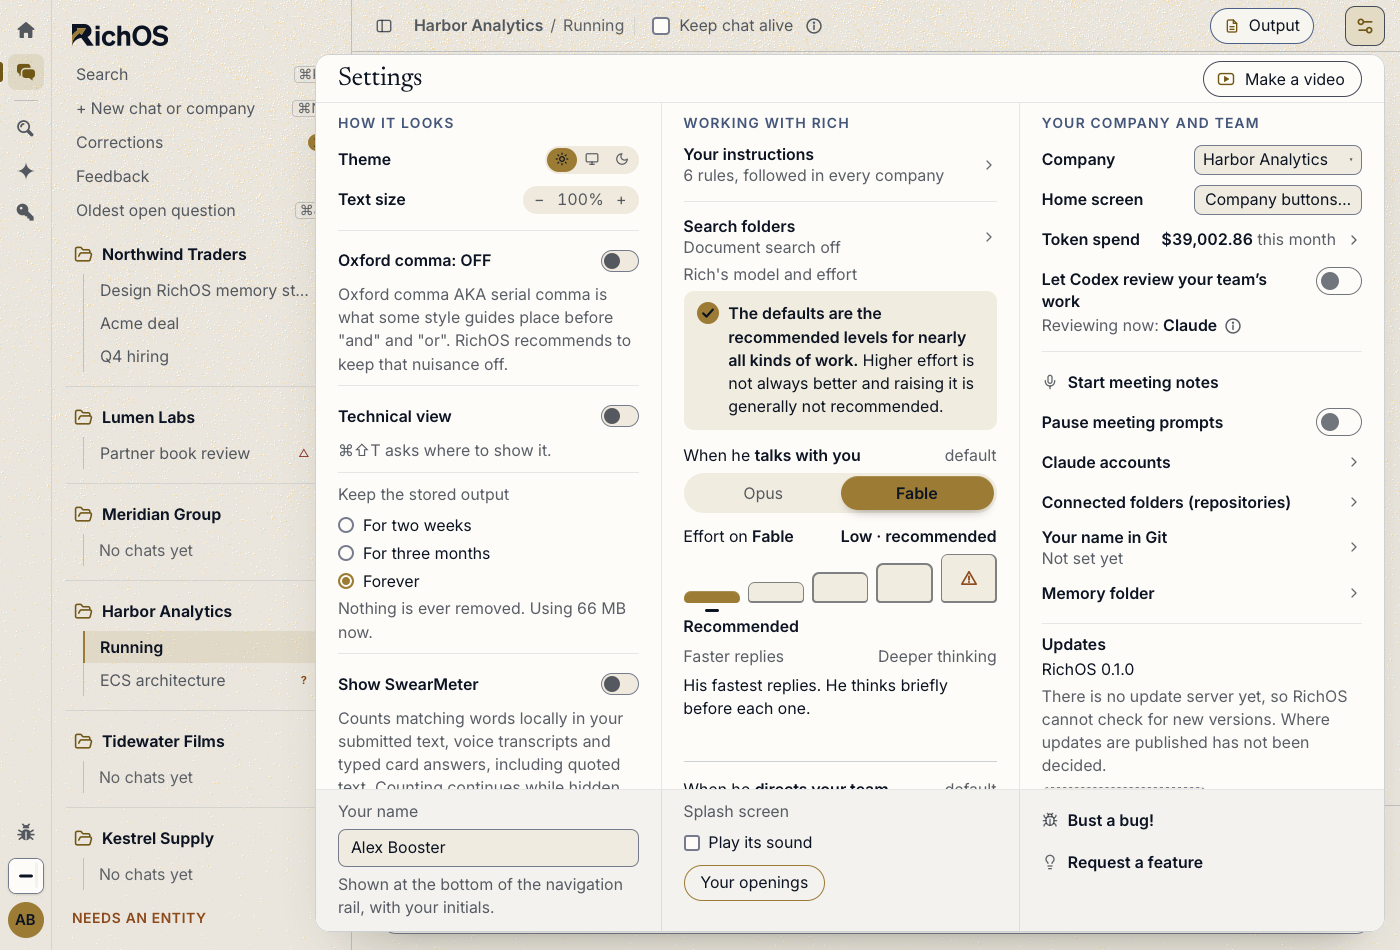 RichOS
Harbor Analytics / Running
Keep chat alive
Output
Search
+ New chat or company
Corrections
Feedback
Oldest open question
Northwind Traders
Design RichOS memory st...
Acme deal
Q4 hiring
Lumen Labs
Partner book review
Meridian Group
No chats yet
Harbor Analytics
Running
ECS architecture ?
Tidewater Films
No chats yet
Kestrel Supply
No chats yet
NEEDS AN ENTITY
AB
Settings
Make a video
HOW IT LOOKS
Theme
Text size
− 100% +
Oxford comma: OFF
Oxford comma AKA serial comma is
what some style guides place before
"and" and "or". RichOS recommends to
keep that nuisance off.
Technical view
⌘⇧T asks where to show it.
Keep the stored output
For two weeks
For three months
Forever
Nothing is ever removed. Using 66 MB
now.
Show SwearMeter
Counts matching words locally in your
submitted text, voice transcripts and
typed card answers, including quoted
text. Counting continues while hidden
Your name
Alex Booster
Shown at the bottom of the navigation
rail, with your initials.
WORKING WITH RICH
Your instructions
6 rules, followed in every company
Search folders
Document search off
Rich's model and effort
The defaults are the
recommended levels for nearly
all kinds of work. Higher effort is
not always better and raising it is
generally not recommended.
When he talks with you default
Opus Fable
Effort on Fable Low · recommended
Recommended
Faster replies Deeper thinking
His fastest replies. He thinks briefly
before each one.
When he directs your team default
Splash screen
Play its sound
Your openings
YOUR COMPANY AND TEAM
Company Harbor Analytics
Home screen Company buttons...
Token spend $39,002.86 this month
Let Codex review your team’s
work
Reviewing now: Claude
Start meeting notes
Pause meeting prompts
Claude accounts
Connected folders (repositories)
Your name in Git
Not set yet
Memory folder
Updates
RichOS 0.1.0
There is no update server yet, so RichOS
cannot check for new versions. Where
updates are published has not been
decided.
Bust a bug!
Request a feature